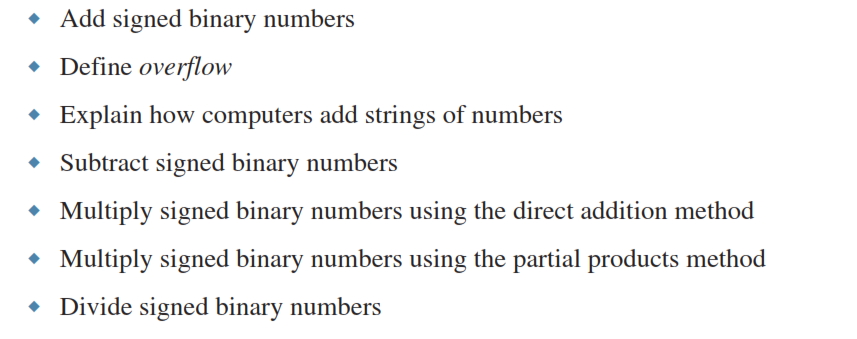 ◆ Add signed binary numbers
◆ Define overflow
◆ Explain how computers add strings of numbers
◆ Subtract signed binary numbers
◆ Multiply signed binary numbers using the direct addition method
◆ Multiply signed binary numbers using the partial products method
◆ Divide signed binary numbers